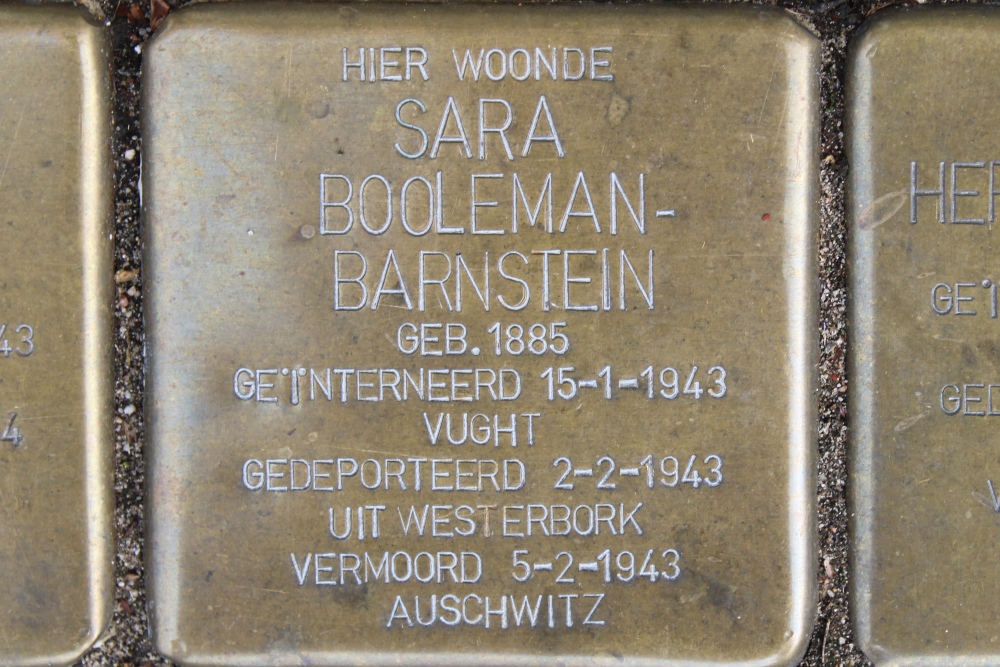 HIER WOONDE
SARA
BOOLEMAN-
BARNSTEIN
GEB. 1885
GEÏNTERNEERD 15-1-1943
VUGHT
GEDEPORTEERD 2-2-1943
UIT WESTERBORK
VERMOORD 5-2-1943
AUSCHWITZ